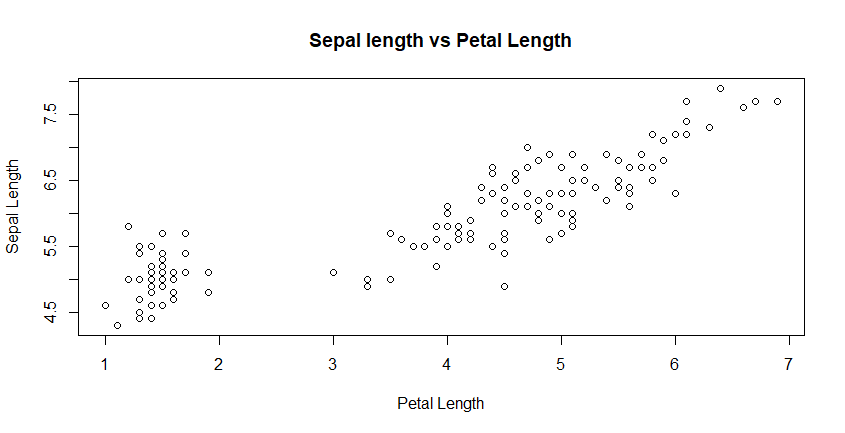 Sepal length vs Petal Length
Sepal Length
7.5
6.5
5.5
4.5
1 2 3 4 5 6 7
Petal Length